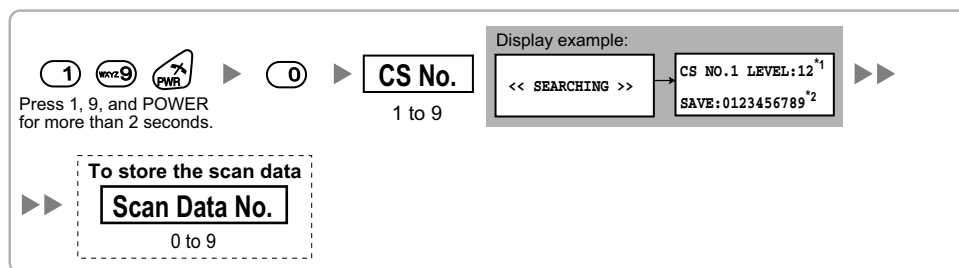 Display example:
1) WXYZ9 PWR 0 CS No.
<< SEARCHING >>
CS NO.1 LEVEL:12*1
SAVE:0123456789*2
Press 1, 9, and POWER
for more than 2 seconds.
1 to 9
To store the scan data
Scan Data No.
0 to 9